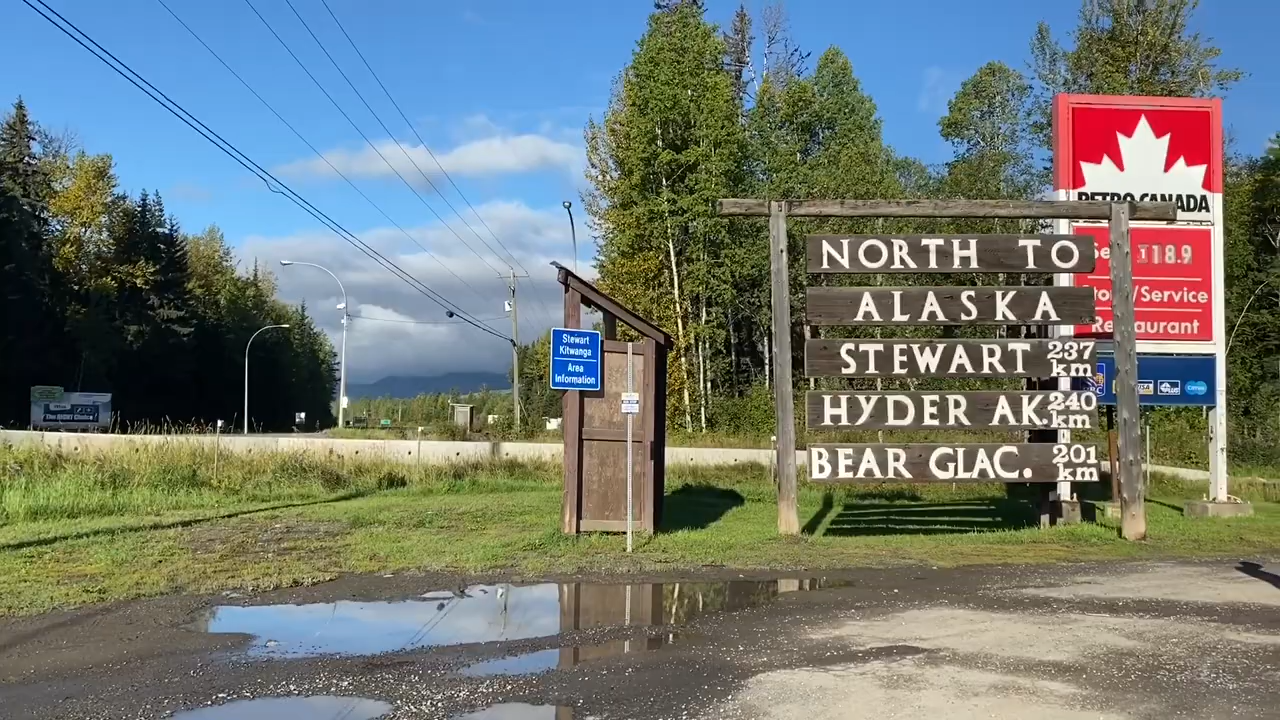 Stewart
Kitwanga
Area
Information
NORTH TO
ALASKA
STEWART 237 km
HYDER AK. 240 km
BEAR GLAC. 201 km
PETRO-CANADA
118.9
/Service
Restaurant